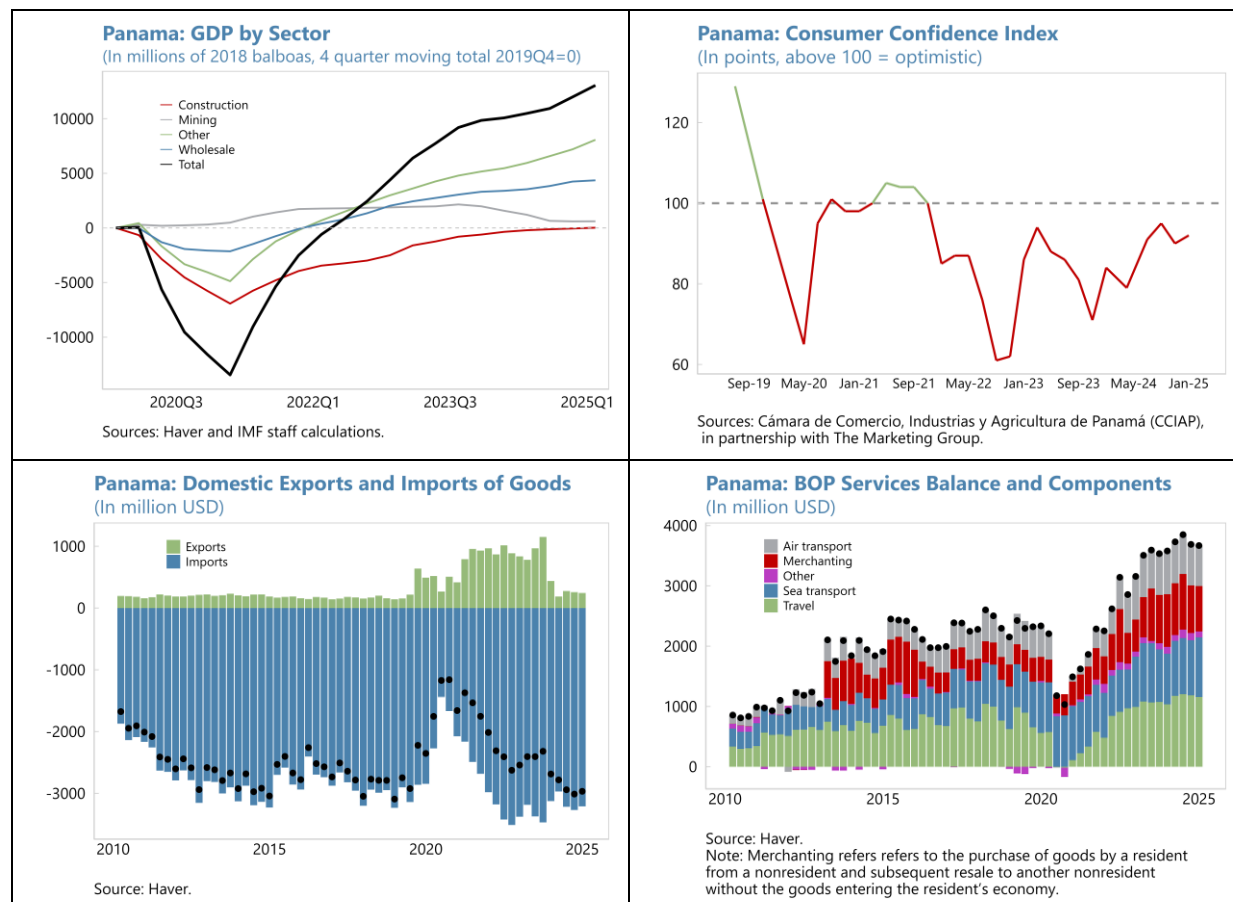 Panama: GDP by Sector
(In millions of 2018 balboas, 4 quarter moving total 2019Q4=0)
Construction
Mining
Other
Wholesale
Total
10000
5000
0
-5000
-10000
2020Q3 2022Q1 2023Q3 2025Q1
Sources: Haver and IMF staff calculations.
Panama: Consumer Confidence Index
(In points, above 100 = optimistic)
120
100
80
60
Sep-19 May-20 Jan-21 Sep-21 May-22 Jan-23 Sep-23 May-24 Jan-25
Sources: Cámara de Comercio, Industrias y Agricultura de Panamá (CCIAP),
in partnership with The Marketing Group.
Panama: Domestic Exports and Imports of Goods
(In million USD)
Exports
Imports
1000
0
-1000
-2000
-3000
2010 2015 2020 2025
Source: Haver.
Panama: BOP Services Balance and Components
(In million USD)
4000
Air transport
Merchanting
Other
Sea transport
Travel
3000
2000
1000
0
2010 2015 2020 2025
Source: Haver.
Note: Merchanting refers refers to the purchase of goods by a resident
from a nonresident and subsequent resale to another nonresident
without the goods entering the resident's economy.